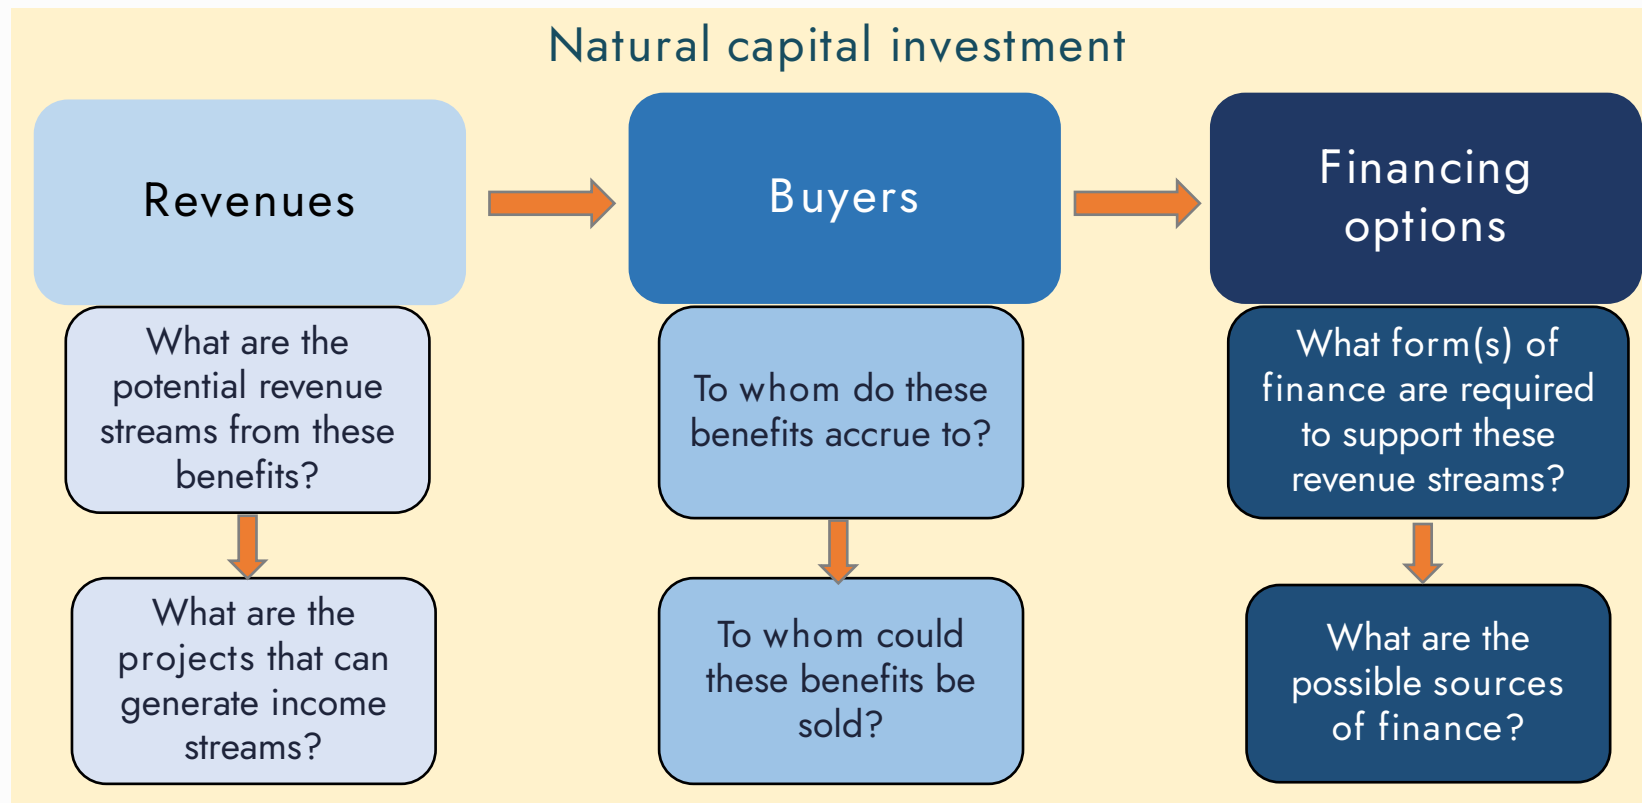 Natural capital investment
Revenues
Buyers
Financing
options
What are the
potential revenue
streams from these
benefits?
To whom do these
benefits accrue to?
What form(s) of
finance are required
to support these
revenue streams?
What are the
projects that can
generate income
streams?
To whom could
these benefits be
sold?
What are the
possible sources
of finance?